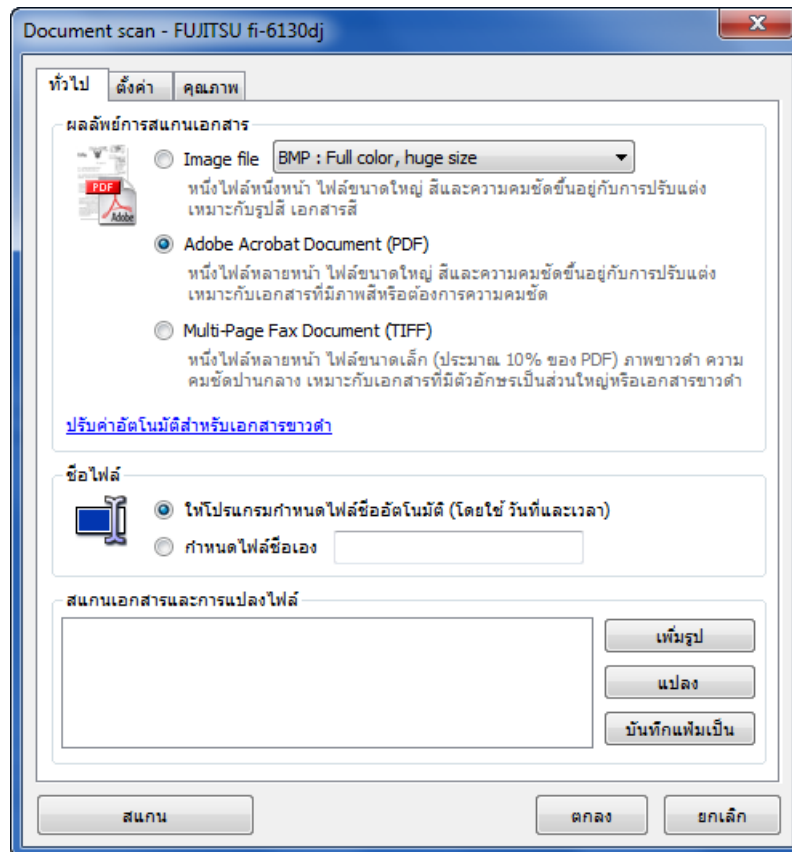 Document scan - FUJITSU fi-6130dj
ทั่วไป ตั้งค่า คุณภาพ
ผลลัพย์การสแกนเอกสาร
PDF
Adobe
Image file BMP : Full color, huge size
หนึ่งไฟล์หนึ่งหน้า ไฟล์ขนาดใหญ่ สีและความคมชัดขึ้นอยู่กับการปรับแต่ง
เหมาะกับรูปสี เอกสารสี
Adobe Acrobat Document (PDF)
หนึ่งไฟล์หลายหน้า ไฟล์ขนาดใหญ่ สีและความคมชัดขึ้นอยู่กับการปรับแต่ง
เหมาะกับเอกสารที่มีภาพสีหรือต้องการความคมชัด
Multi-Page Fax Document (TIFF)
หนึ่งไฟล์หลายหน้า ไฟล์ขนาดเล็ก (ประมาณ 10% ของ PDF) ภาพขาวดำ ความ
คมชัดปานกลาง เหมาะกับเอกสารที่มีตัวอักษรเป็นส่วนใหญ่หรือเอกสารขาวดำ
ปรับค่าอัตโนมัติสำหรับเอกสารขาวดำ
ชื่อไฟล์
ให้โปรแกรมกำหนดไฟล์ชื่ออัตโนมัติ (โดยใช้ วันที่และเวลา)
กำหนดไฟล์ชื่อเอง
สแกนเอกสารและการแปลงไฟล์
เพิ่มรูป
แปลง
บันทึกแฟ้มเป็น
สแกน ตกลง ยกเลิก